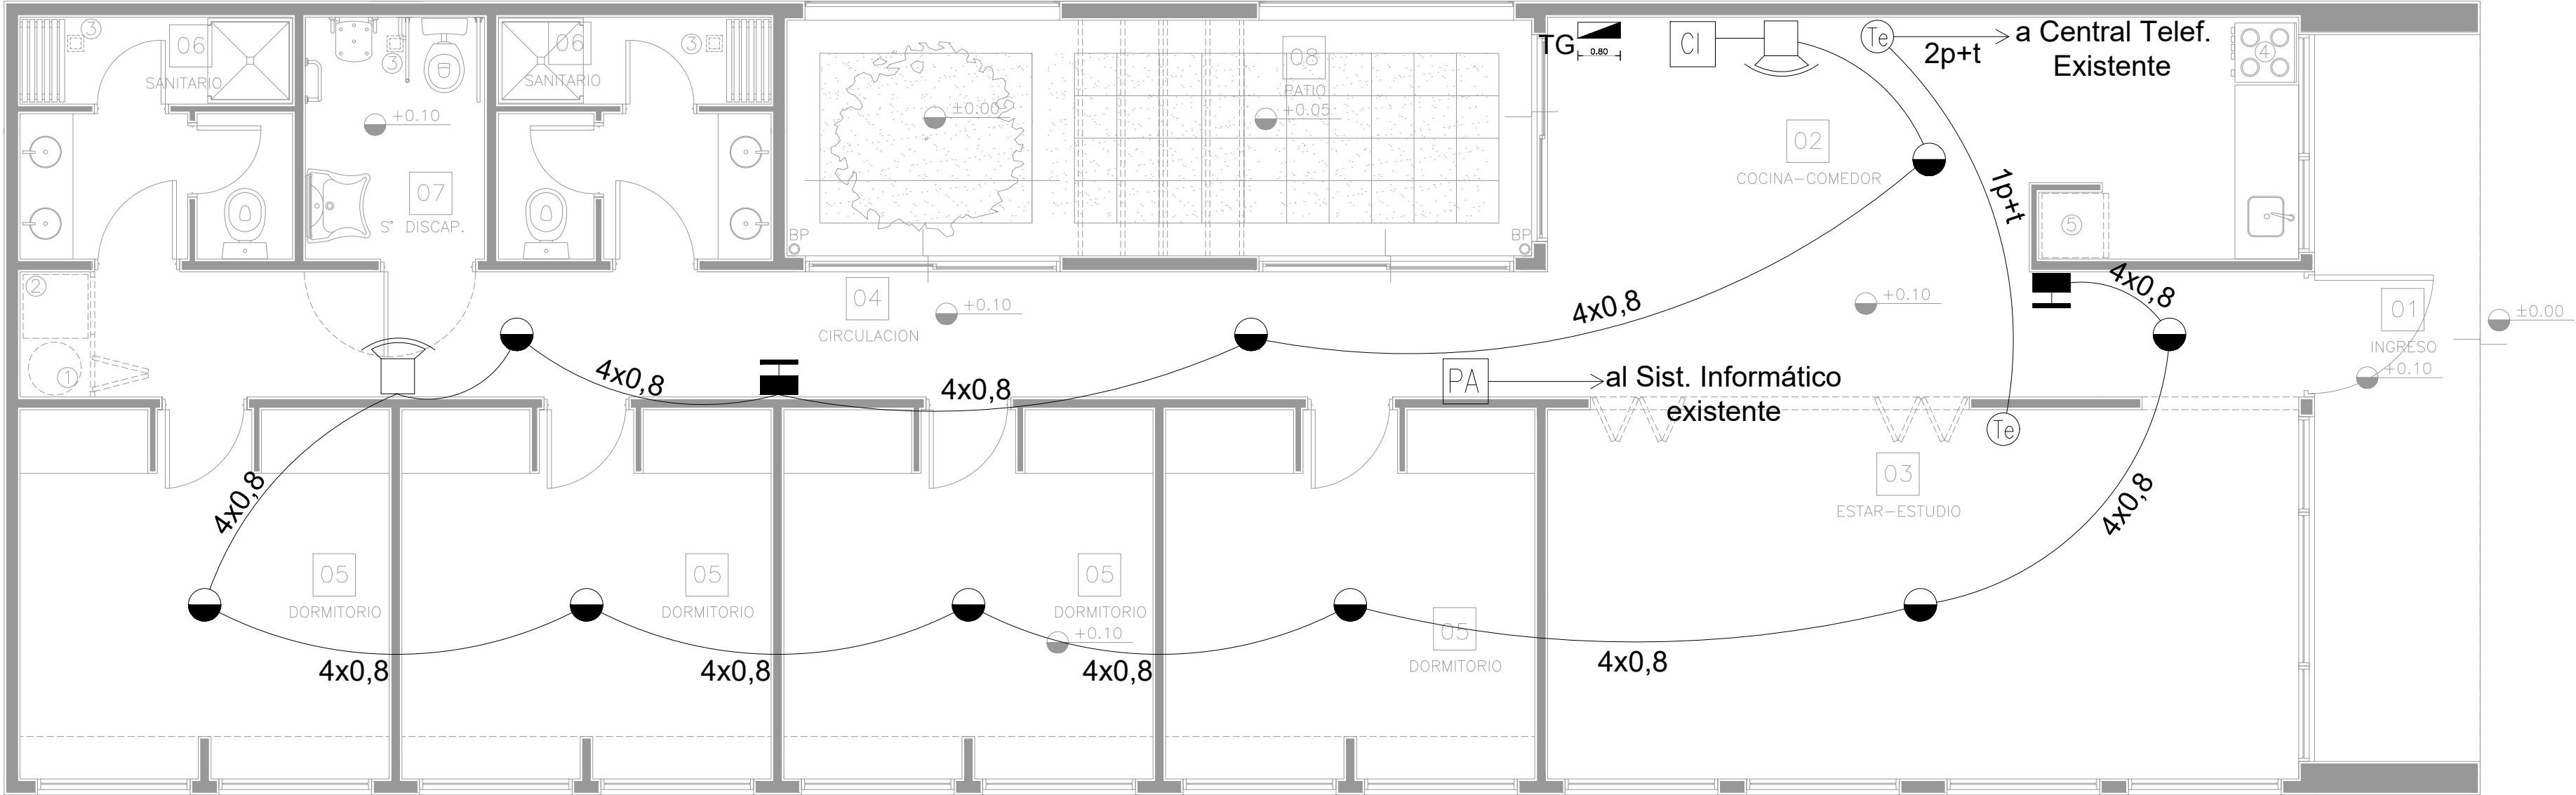 3
06
SANITARIO
3
06
SANITARIO
3
08
PATIO
TG
0.80
CI
Te
2p+t
a Central Telef.
Existente
4
±0.00
+0.05
+0.10
02
COCINA-COMEDOR
1p+t
07
S° DISCAP.
BP
BP
5
2
04
CIRCULACION
+0.10
4x0,8
+0.10
4x0,8
01
INGRESO
±0.00
+0.10
1
4x0,8
4x0,8
PA
al Sist. Informático
existente
Te
03
ESTAR-ESTUDIO
4x0,8
4x0,8
05
DORMITORIO
05
DORMITORIO
05
DORMITORIO
+0.10
05
DORMITORIO
4x0,8
4x0,8
4x0,8
4x0,8